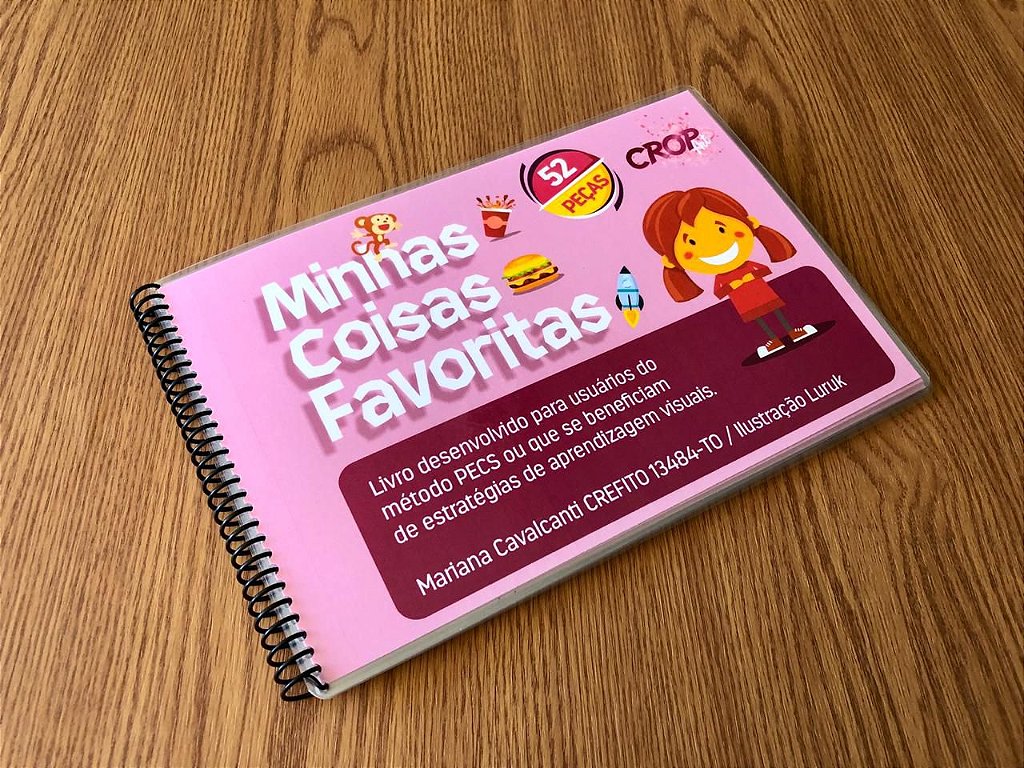 CROP
52
PEÇAS
Minhas
Coisas
Favoritas
Livro desenvolvido para usuários do
método PECS ou que se beneficiam
de estratégias de aprendizagem visuais.
Mariana Cavalcanti CREFITO 13484-TO / Ilustração Luruk